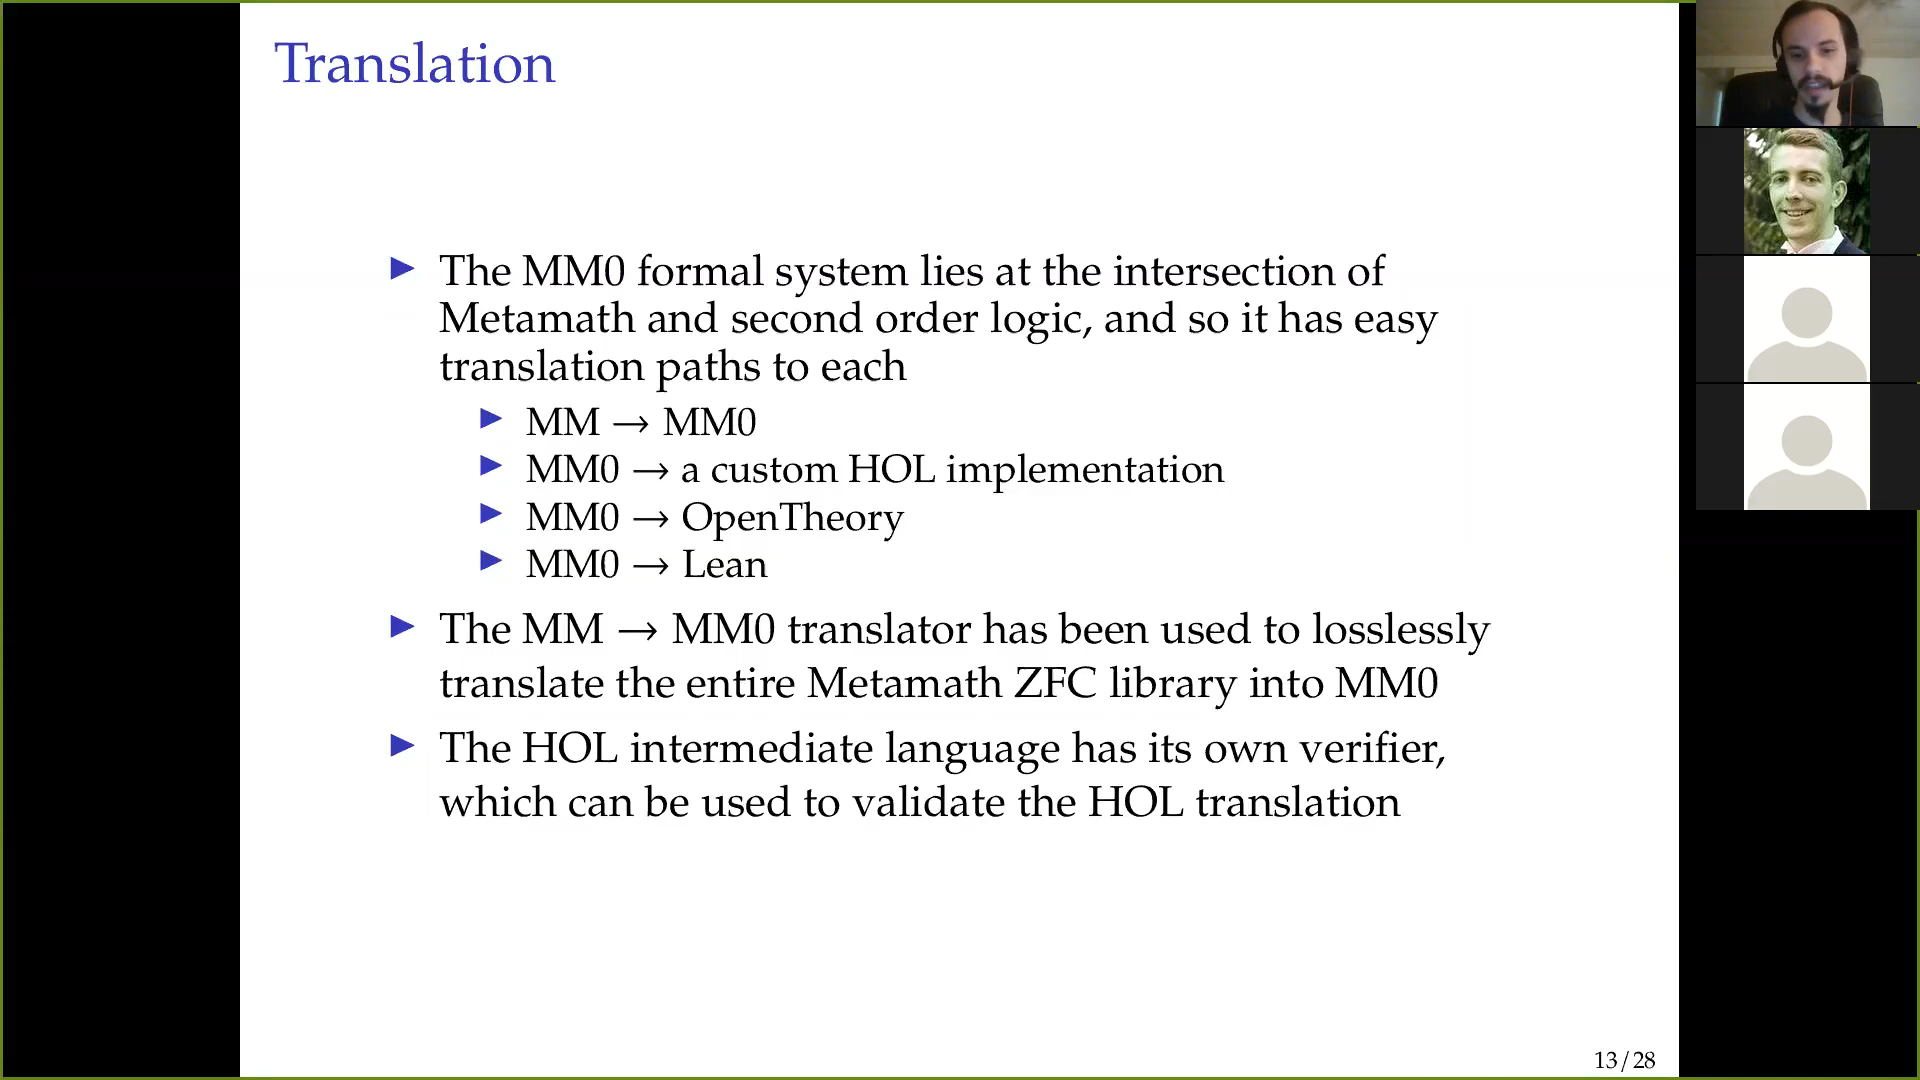 Translation
▶ The MM0 formal system lies at the intersection of
Metamath and second order logic, and so it has easy
translation paths to each
▶ MM → MM0
▶ MM0 → a custom HOL implementation
▶ MM0 → OpenTheory
▶ MM0 → Lean
▶ The MM → MM0 translator has been used to losslessly
translate the entire Metamath ZFC library into MM0
▶ The HOL intermediate language has its own verifier,
which can be used to validate the HOL translation
13/28